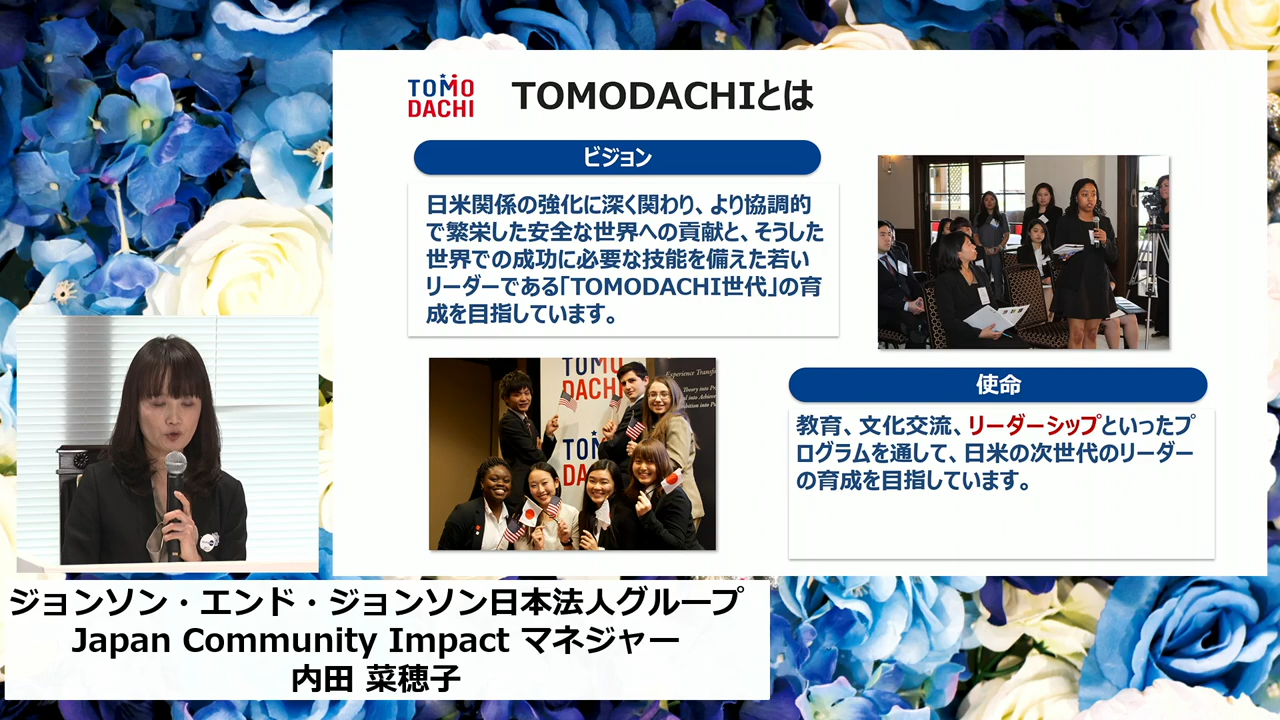 TOMO
DACHI
TOMODACHIとは
ビジョン
日米関係の強化に深く関わり、より協調的
で繁栄した安全な世界への貢献と、そうした
世界での成功に必要な技能を備えた若い
リーダーである「TOMODACHI世代」の育
成を目指しています。
TOMO
DACHI
TOM
DA
Experience Transfo
使命
教育、文化交流、リーダーシップといったプ
ログラムを通して、日米の次世代のリーダー
の育成を目指しています。
ジョンソン・エンド・ジョンソン日本法人グループ
Japan Community Impact マネジャー
内田 菜穂子